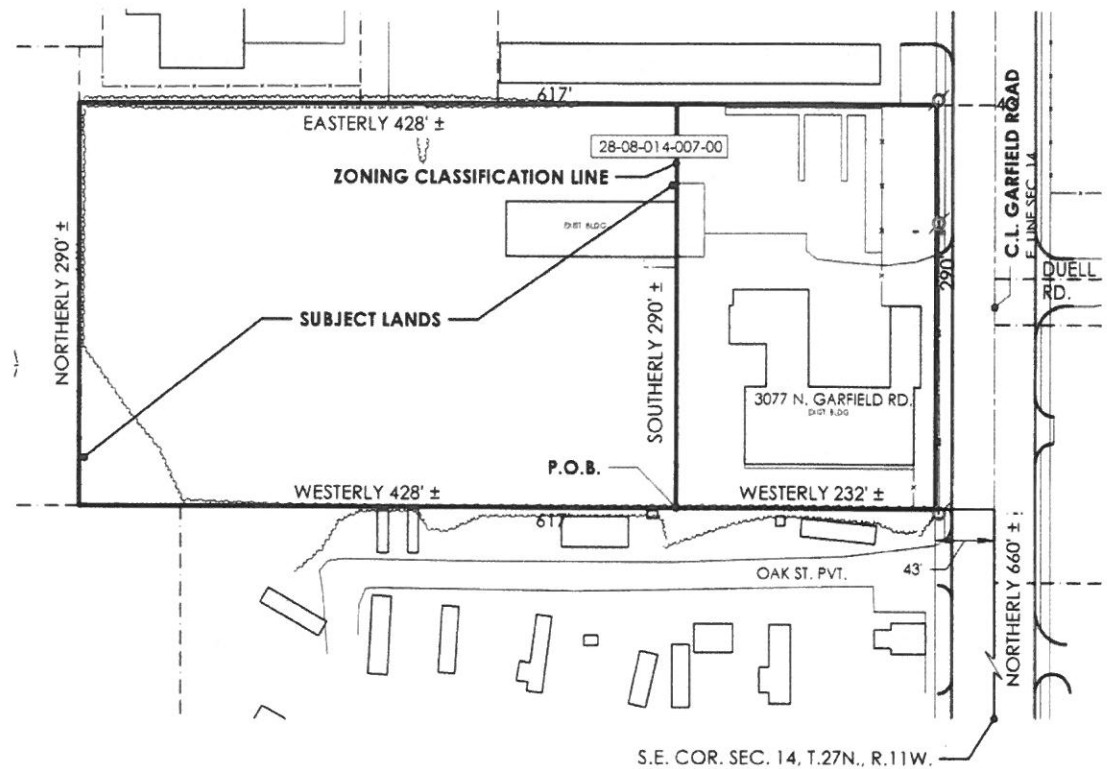 617'
EASTERLY 428' ±
28-08-014-007-00
ZONING CLASSIFICATION LINE
EXIST. BLDG.
C.L. GARFIELD ROAD
E. LINE SEC. 14
DUELL
RD.
290'
NORTHERLY 290' ±
SUBJECT LANDS
SOUTHERLY 290' ±
3077 N. GARFIELD RD.
EXIST. BLDG.
P.O.B.
WESTERLY 428' ±
WESTERLY 232' ±
617'
OAK ST. PVT.
43'
NORTHERLY 660' ±
S.E. COR. SEC. 14, T.27N., R.11W.